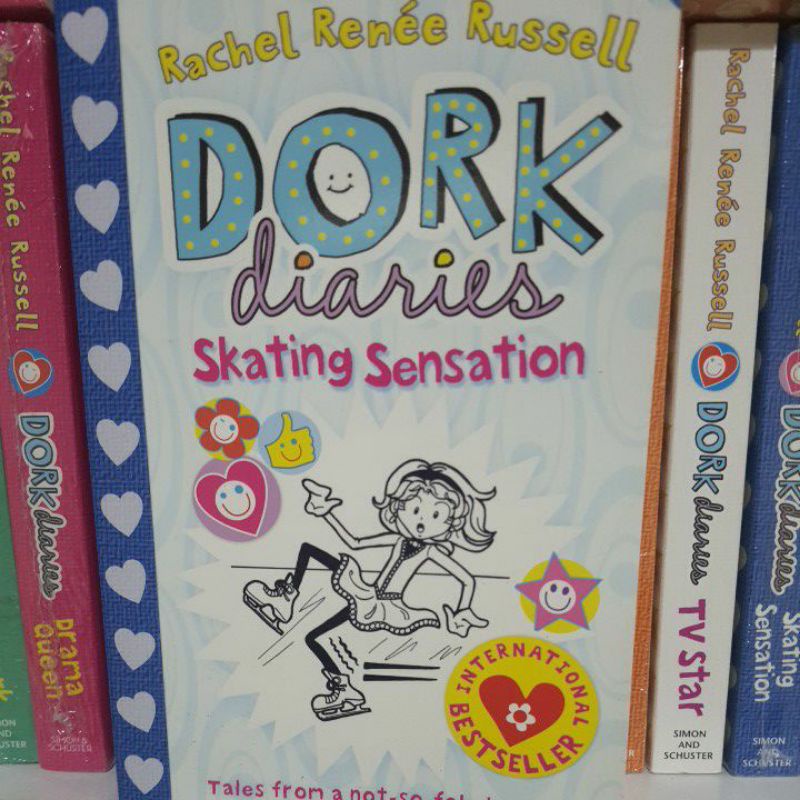 Rachel Renée Russell
DORK
diaries
Skating Sensation
INTERNATIONAL
BESTSELLER
Tales from a not-so-
Renée Russell
DORK diaries
Drama
Queen
SIMON &
SCHUSTER
Rachel Renée Russell
DORK diaries
TV Star
SIMON
AND
SCHUSTER
DORK diaries
Skating
Sensation
SIMON
AND
SCHUSTER